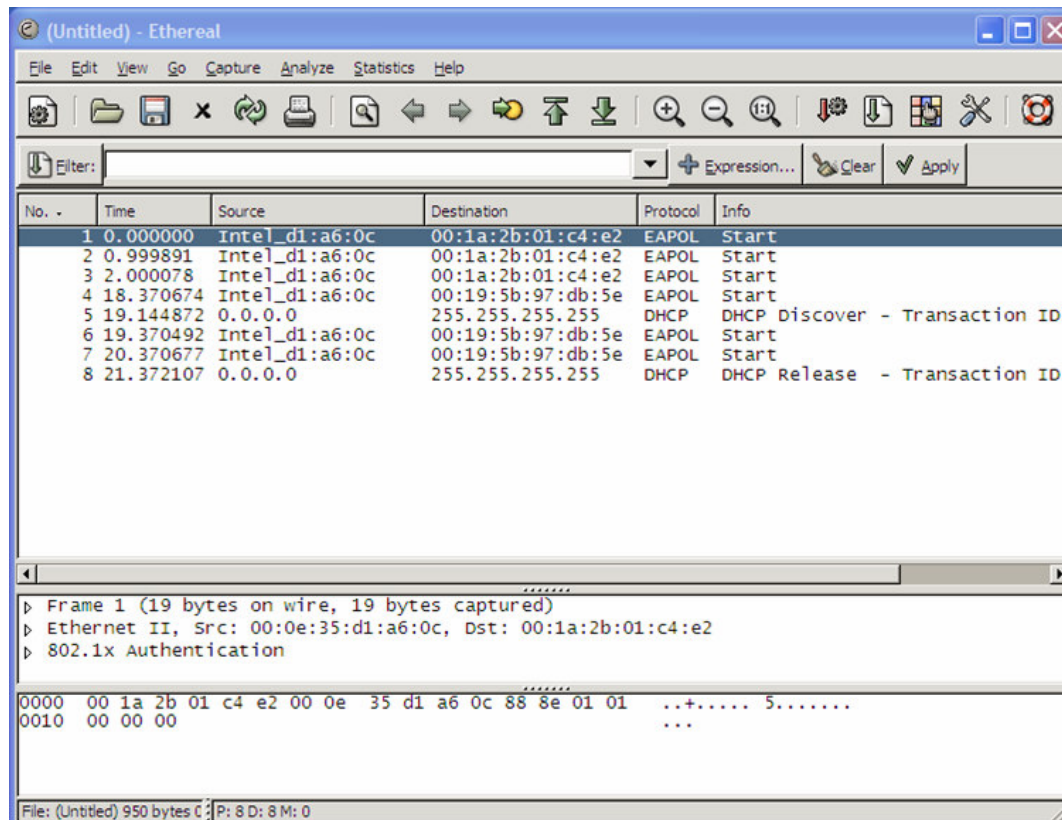 (Untitled) - Ethereal
File Edit View Go Capture Analyze Statistics Help
Filter: Expression... Clear Apply
No. . Time Source Destination Protocol Info
1 0.000000 Intel_d1:a6:0c 00:1a:2b:01:c4:e2 EAPOL Start
2 0.999891 Intel_d1:a6:0c 00:1a:2b:01:c4:e2 EAPOL Start
3 2.000078 Intel_d1:a6:0c 00:1a:2b:01:c4:e2 EAPOL Start
4 18.370674 Intel_d1:a6:0c 00:19:5b:97:db:5e EAPOL Start
5 19.144872 0.0.0.0 255.255.255.255 DHCP DHCP Discover - Transaction ID
6 19.370492 Intel_d1:a6:0c 00:19:5b:97:db:5e EAPOL Start
7 20.370677 Intel_d1:a6:0c 00:19:5b:97:db:5e EAPOL Start
8 21.372107 0.0.0.0 255.255.255.255 DHCP DHCP Release - Transaction ID
Frame 1 (19 bytes on wire, 19 bytes captured)
Ethernet II, Src: 00:0e:35:d1:a6:0c, Dst: 00:1a:2b:01:c4:e2
802.1x Authentication
0000 00 1a 2b 01 c4 e2 00 0e 35 d1 a6 0c 88 8e 01 01 ..+..... 5.......
0010 00 00 00 ...
File: (Untitled) 950 bytes P: 8 D: 8 M: 0